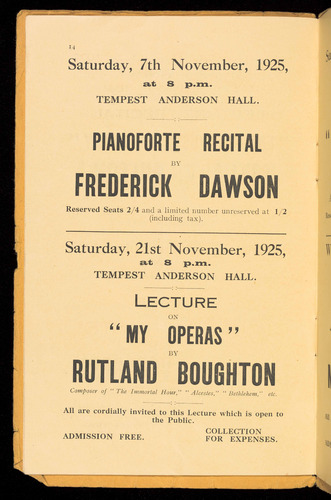 14
Saturday, 7th November, 1925,
at 8 p.m.
TEMPEST ANDERSON HALL.
PIANOFORTE RECITAL
BY
FREDERICK DAWSON
Reserved Seats 2/4 and a limited number unreserved at 1/2
(including tax).
Saturday, 21st November, 1925,
at 8 p.m.
TEMPEST ANDERSON HALL.
LECTURE
ON
"MY OPERAS"
BY
RUTLAND BOUGHTON
Composer of "The Immortal Hour," "Alcestes," "Bethlehem," etc.
All are cordially invited to this Lecture which is open to
the Public.
ADMISSION FREE. COLLECTION
FOR EXPENSES.